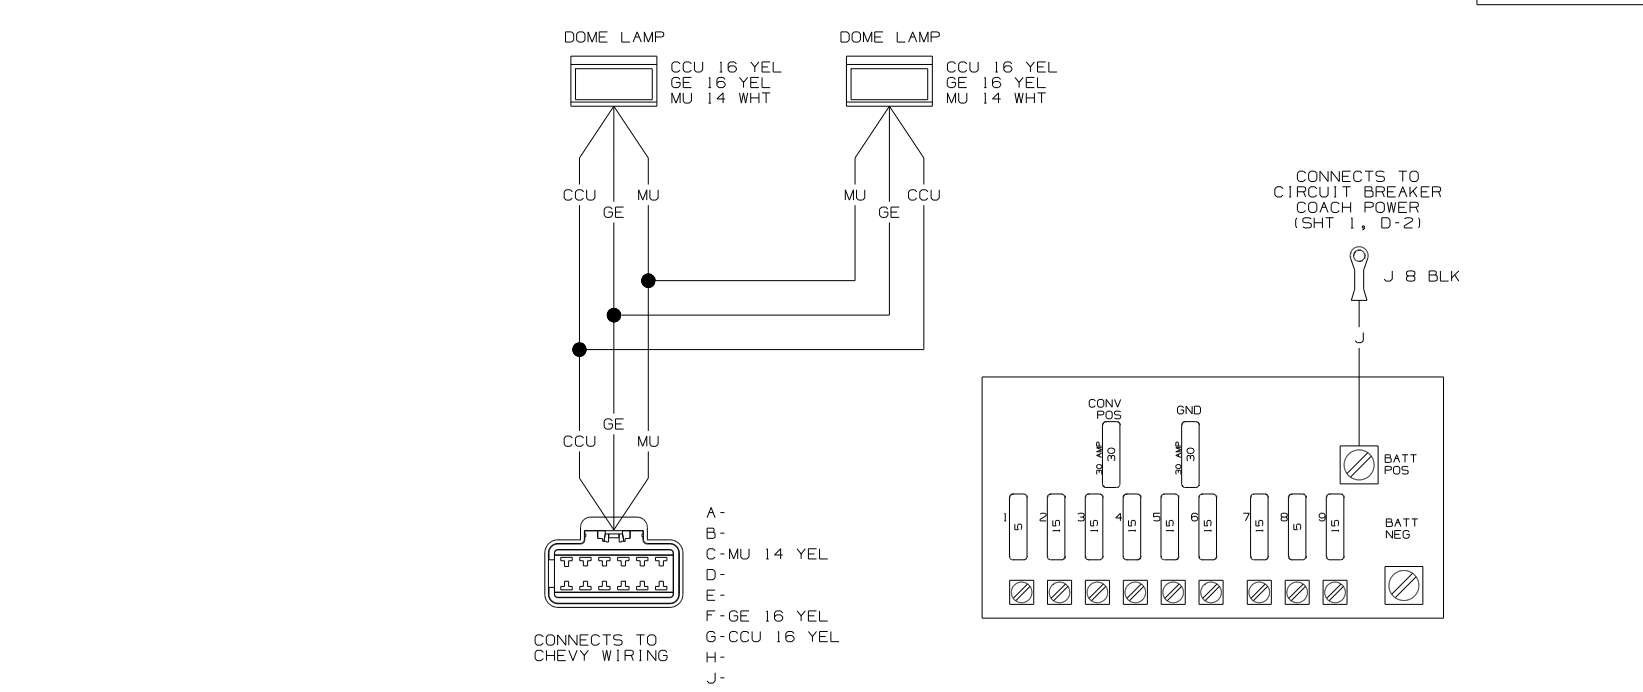 DOME LAMP
CCU 16 YEL
GE 16 YEL
MU 14 WHT
DOME LAMP
CCU 16 YEL
GE 16 YEL
MU 14 WHT
CCU
GE
MU
MU
GE
CCU
CCU
GE
MU
CONNECTS TO
CHEVY WIRING
A-
B-
C-MU 14 YEL
D-
E-
F-GE 16 YEL
G-CCU 16 YEL
H-
J-
CONNECTS TO
CIRCUIT BREAKER
COACH POWER
(SHT 1, D-2)
J 8 BLK
J
CONV
POS
30 AMP
30
GND
30 AMP
30
BATT
POS
1 5
2 15
3 15
4 15
5 15
6 15
7 15
8 5
9 15
BATT
NEG